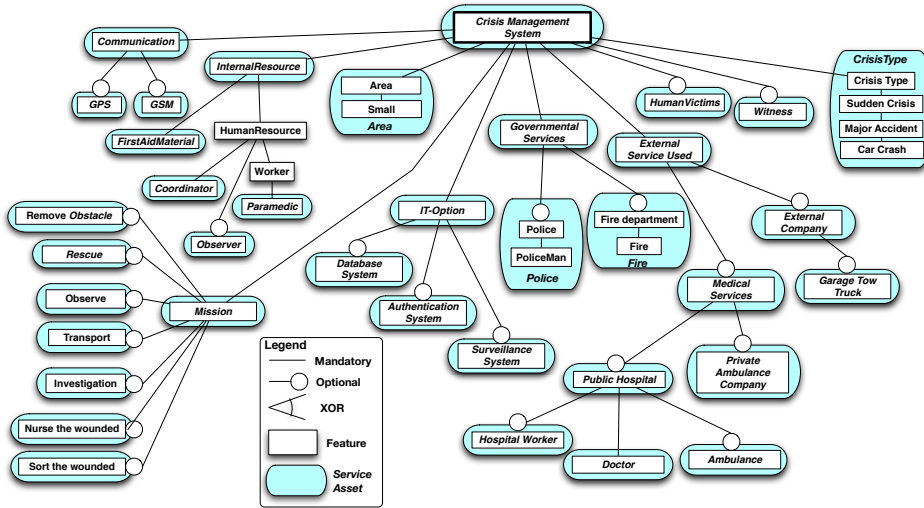 Crisis Management
System
Communication
GPS
GSM
InternalResource
FirstAidMaterial
HumanResource
Coordinator
Worker
Paramedic
Observer
Area
Small
Area
Governmental
Services
Police
PoliceMan
Police
Fire department
Fire
Fire
External
Service Used
HumanVictims
Witness
CrisisType
Crisis Type
Sudden Crisis
Major Accident
Car Crash
External
Company
Garage Tow
Truck
Medical
Services
Private
Ambulance
Company
Public Hospital
Hospital Worker
Doctor
Ambulance
IT-Option
Database
System
Authentication
System
Surveillance
System
Remove Obstacle
Rescue
Observe
Transport
Investigation
Nurse the wounded
Sort the wounded
Mission
Legend
Mandatory
Optional
XOR
Feature
Service
Asset